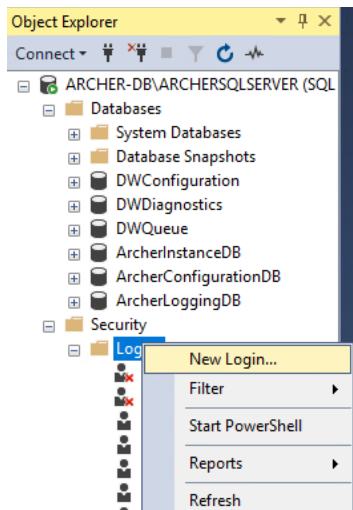 Object Explorer
Connect
ARCHER-DB\ARCHERSQLSERVER (SQL
Databases
System Databases
Database Snapshots
DWConfiguration
DWDiagnostics
DWQueue
ArcherInstanceDB
ArcherConfigurationDB
ArcherLoggingDB
Security
Log
New Login...
Filter
Start PowerShell
Reports
Refresh